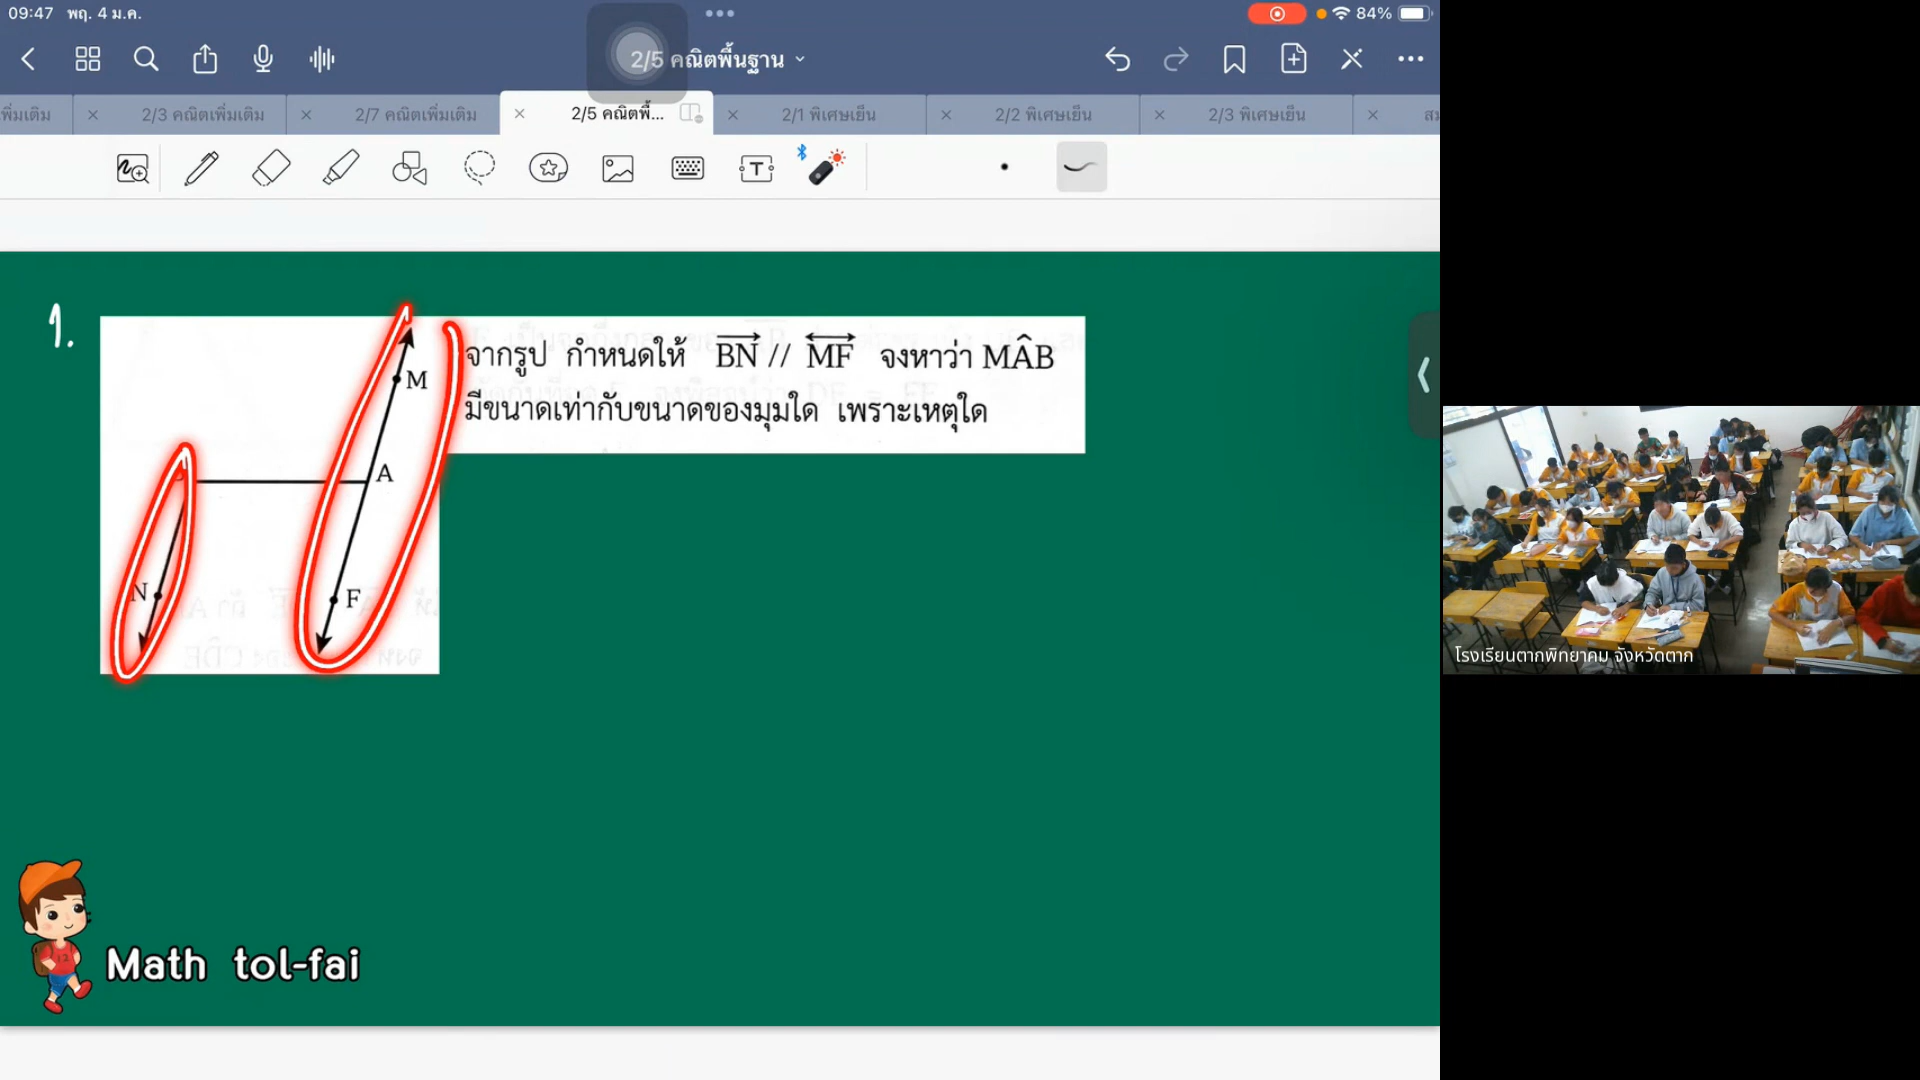 09:47 พฤ. 4 ม.ค.
84%
2/5 คณิตพื้นฐาน
พิ่มเติม
2/3 คณิตเพิ่มเติม
2/7 คณิตเพิ่มเติม
2/5 คณิตพื้...
2/1 พิเศษเย็น
2/2 พิเศษเย็น
2/3 พิเศษเย็น
สม
1.
จากรูป กำหนดให้ BN // MF จงหาว่า MÂB
มีขนาดเท่ากับขนาดของมุมใด เพราะเหตุใด
M
A
N
F
โรงเรียนตากพิทยาคม จังหวัดตาก
Math tol-fai